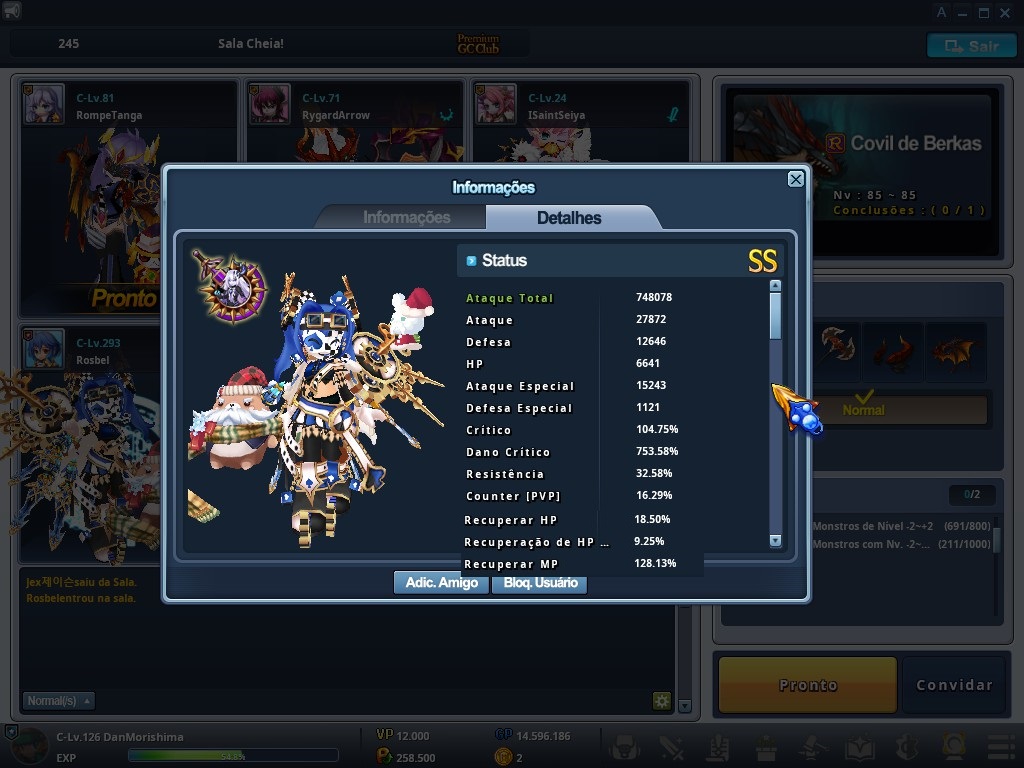 A
245
Sala Cheia!
Premium
GC Club
Sair
C-Lv.81
RompeTanga
C-Lv.71
RygardArrow
C-Lv.24
ISaintSeiya
R Covil de Berkas
Nv : 85 ~ 85
Conclusões : ( 0 / 1 )
Informações
Informações
Detalhes
Status
SS
Ataque Total 748078
Ataque 27872
Defesa 12646
HP 6641
Ataque Especial 15243
Defesa Especial 1121
Crítico 104.75%
Dano Crítico 753.58%
Resistência 32.58%
Counter [PVP] 16.29%
Recuperar HP 18.50%
Recuperação de HP ... 9.25%
Recuperar MP 128.13%
Adic. Amigo
Bloq. Usuário
Pronto
C-Lv.293
Rosbel
Normal
0/2
Monstros de Nível -2~+2 (691/800)
Monstros com Nv. -2~... (211/1000)
jex제이슨saiu da Sala.
Rosbelentrou na sala.
Normal(/s)
Pronto
Convidar
C-Lv.126 DanMorishima
EXP
VP 12.000
GP 14.596.186
258.500
2